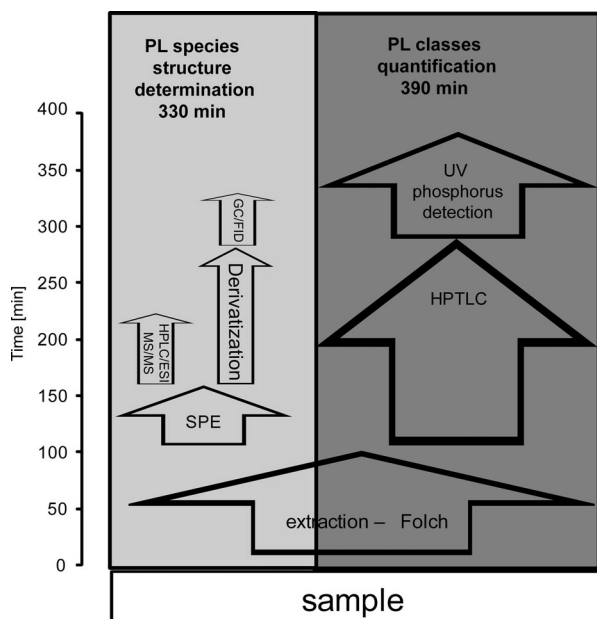 PL species
structure
determination
330 min
PL classes
quantification
390 min
400
350
300
250
200
150
100
50
0
Time [min]
GC/FID
Derivatization
HPLC/ESI
MS/MS
SPE
UV
phosphorus
detection
HPTLC
extraction – Folch
sample